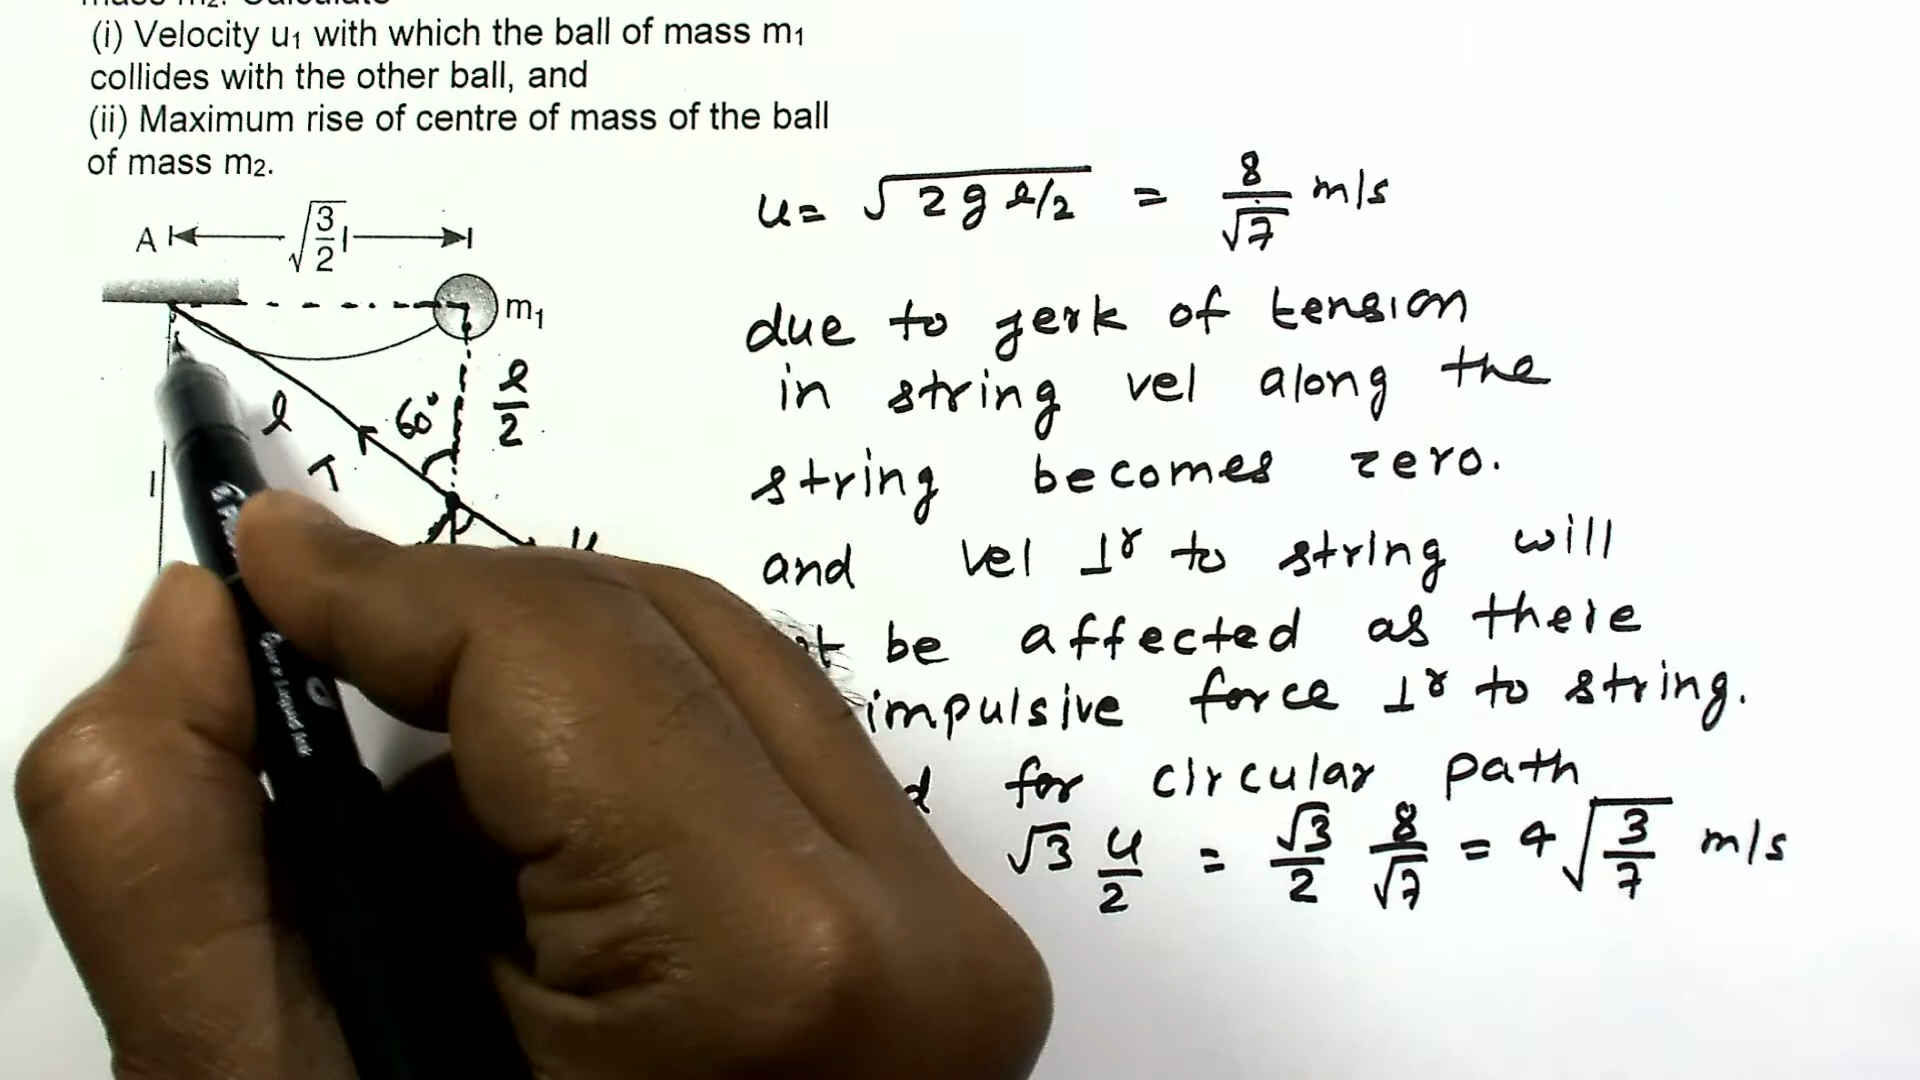 (i) Velocity u₁ with which the ball of mass m₁
collides with the other ball, and
(ii) Maximum rise of centre of mass of the ball
of mass m₂.
A √(3/2) l
m₁
l/2
60°
l
T
l
u = √(2gl/2) = 8/√7 m/s
due to jerk of tension
in string vel along the
string becomes zero.
and vel ⊥r to string will
be affected as there
impulsive force ⊥r to string.
for circular path
√3 u/2 = √3/2 8/√7 = 4√(3/7) m/s